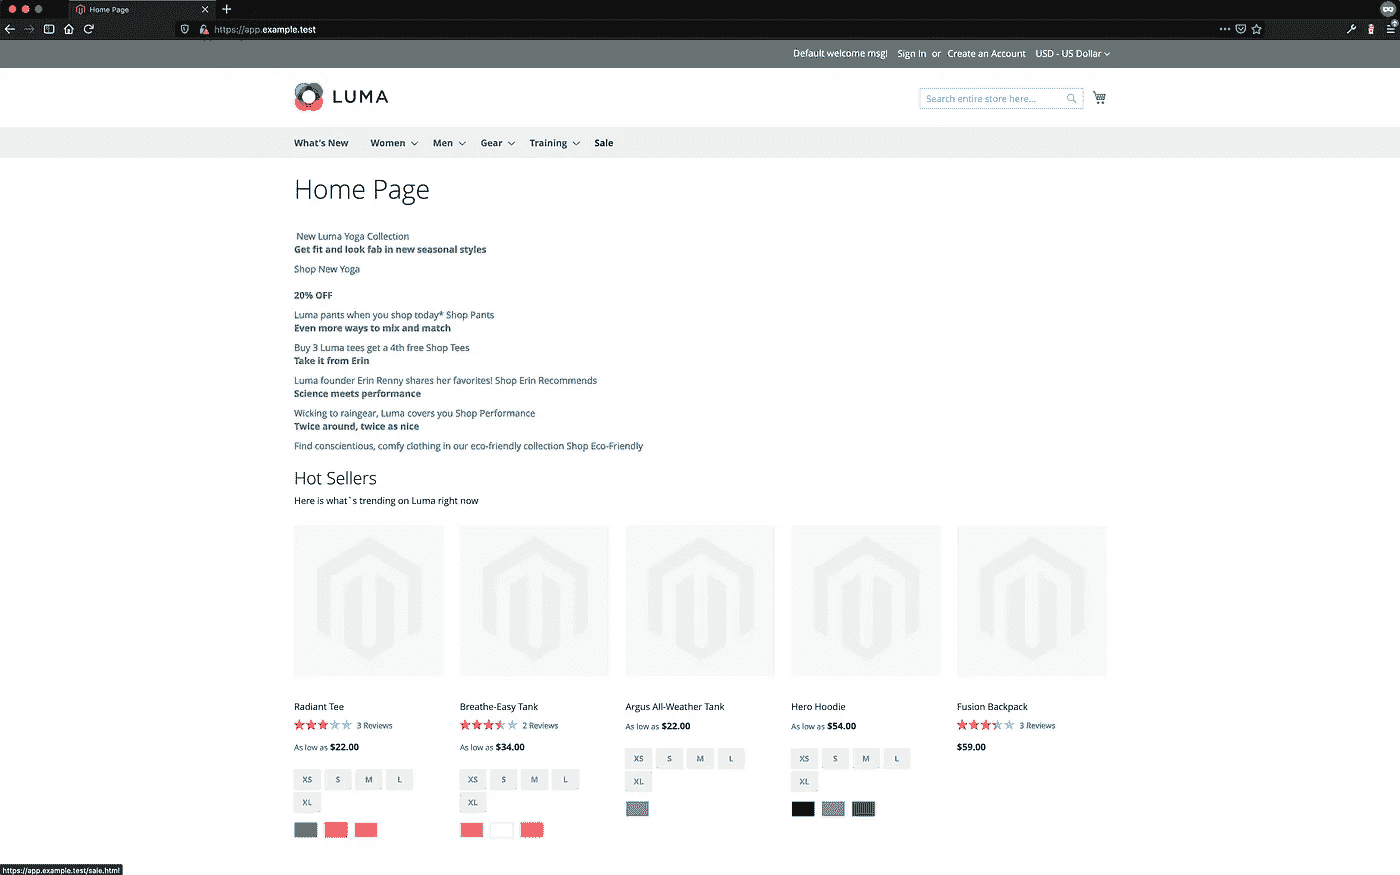 Home Page
https://app.example.test
Default welcome msg! Sign In or Create an Account USD - US Dollar
LUMA
Search entire store here...
What's New Women Men Gear Training Sale
Home Page
New Luma Yoga Collection
Get fit and look fab in new seasonal styles
Shop New Yoga
20% OFF
Luma pants when you shop today* Shop Pants
Even more ways to mix and match
Buy 3 Luma tees get a 4th free Shop Tees
Take it from Erin
Luma founder Erin Renny shares her favorites! Shop Erin Recommends
Science meets performance
Wicking to raingear, Luma covers you Shop Performance
Twice around, twice as nice
Find conscientious, comfy clothing in our eco-friendly collection Shop Eco-Friendly
Hot Sellers
Here is what`s trending on Luma right now
Radiant Tee
3 Reviews
As low as $22.00
XS S M L
XL
Breathe-Easy Tank
2 Reviews
As low as $34.00
XS S M L
XL
Argus All-Weather Tank
As low as $22.00
XS S M L
XL
Hero Hoodie
As low as $54.00
XS S M L
XL
Fusion Backpack
3 Reviews
$59.00
https://app.example.test/sale.html